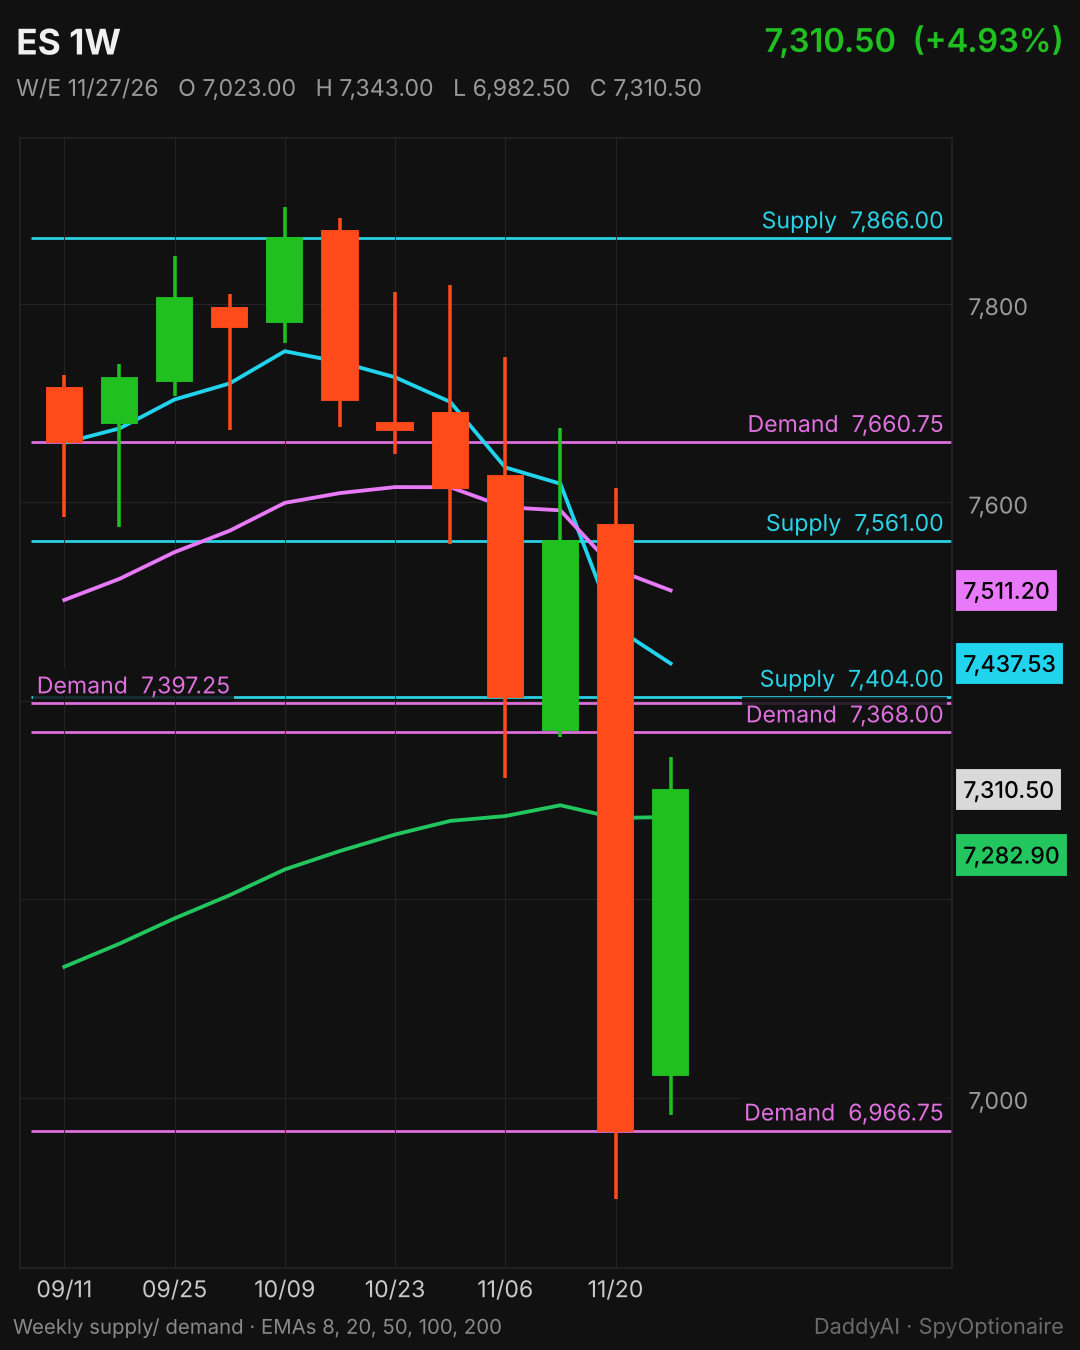 ES 1W
7,310.50 (+4.93%)
W/E 11/27/26 O 7,023.00 H 7,343.00 L 6,982.50 C 7,310.50
Supply 7,866.00
7,800
Demand 7,660.75
7,600
Supply 7,561.00
7,511.20
7,437.53
Demand 7,397.25
Supply 7,404.00
Demand 7,368.00
7,310.50
7,282.90
7,000
Demand 6,966.75
09/11 09/25 10/09 10/23 11/06 11/20
Weekly supply/ demand · EMAs 8, 20, 50, 100, 200
DaddyAI · SpyOptionaire